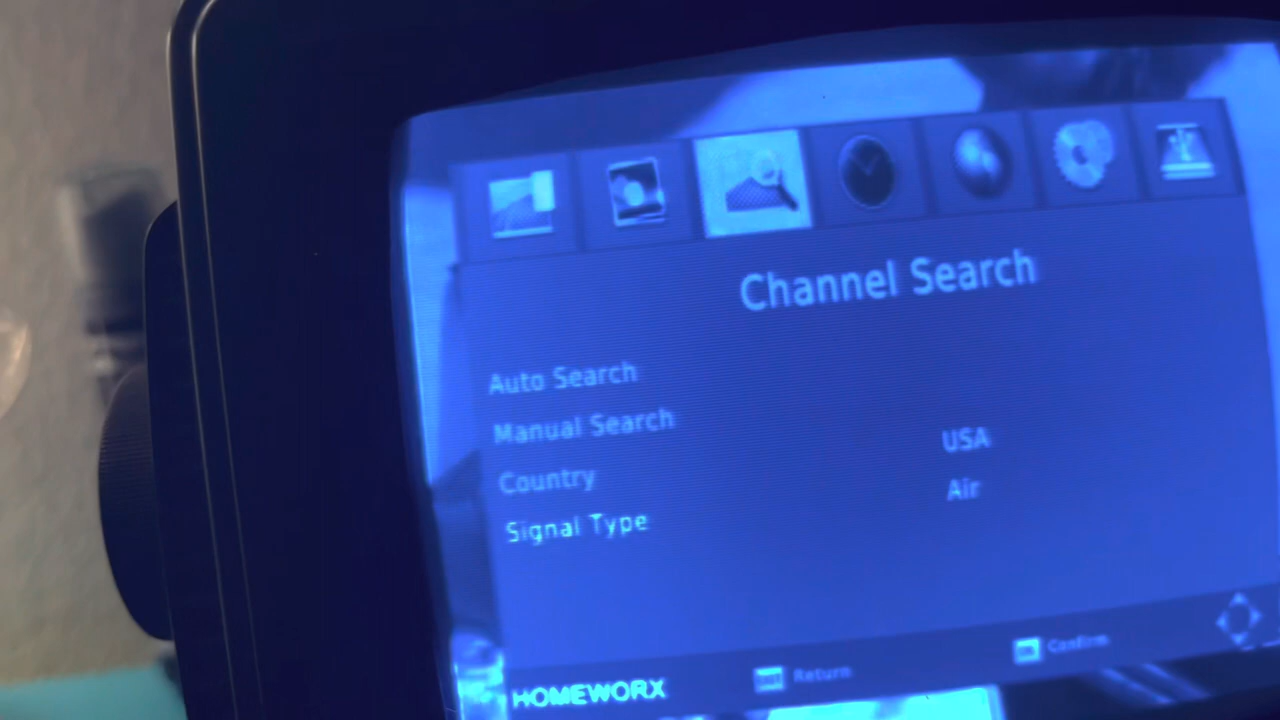 Channel Search
Auto Search
Manual Search
Country USA
Signal Type Air
HOMEWORX Return Confirm